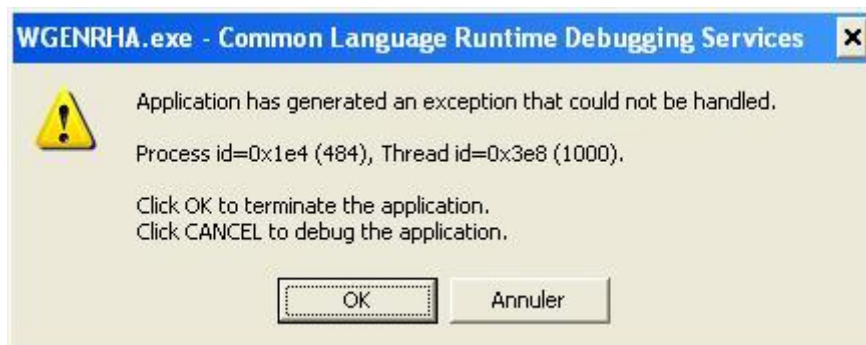 WGENRHA.exe - Common Language Runtime Debugging Services
Application has generated an exception that could not be handled.
Process id=0x1e4 (484), Thread id=0x3e8 (1000).
Click OK to terminate the application.
Click CANCEL to debug the application.
OK
Annuler